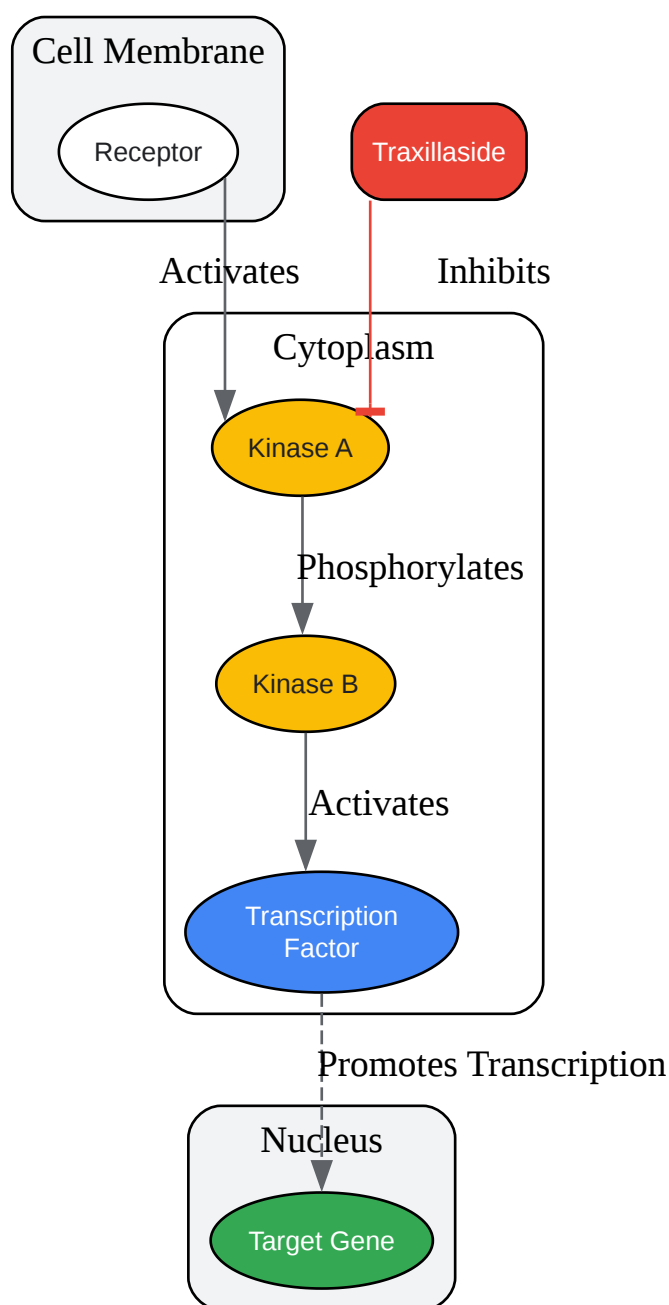 Cell Membrane
Receptor
Traxillaside
Activates
Inhibits
Cytoplasm
Kinase A
Phosphorylates
Kinase B
Activates
Transcription
Factor
Promotes Transcription
Nucleus
Target Gene